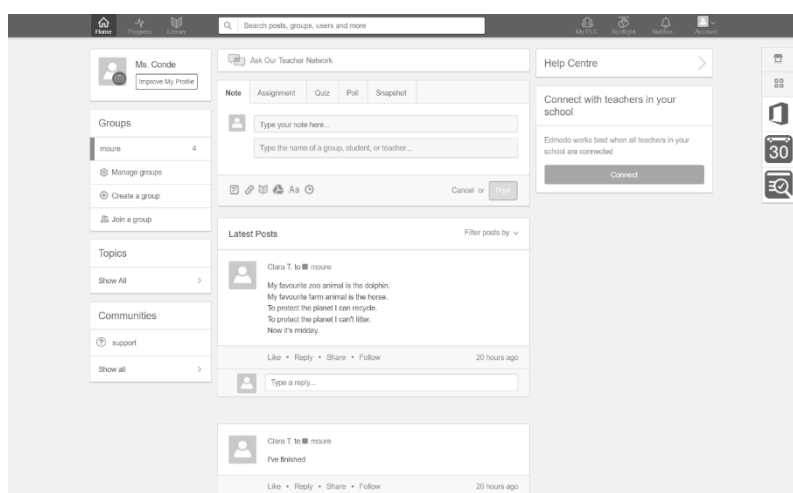 Home
Progress
Library
Search posts, groups, users and more
My PLC
Spotlight
Notifics
Account
Ms. Conde
Improve My Profile
Groups
moure 4
Manage groups
Create a group
Join a group
Topics
Show All
Communities
support
Show all
Ask Our Teacher Network
Note Assignment Quiz Poll Snapshot
Type your note here...
Type the name of a group, student, or teacher...
Aa
Cancel or Post
Latest Posts
Filter posts by
Clara T. to moure
My favourite zoo animal is the dolphin.
My favourite farm animal is the horse.
To protect the planet I can recycle.
To protect the planet I can't litter.
Now it's midday.
Like • Reply • Share • Follow 20 hours ago
Type a reply...
Clara T. to moure
I've finished
Like • Reply • Share • Follow 20 hours ago
Help Centre
Connect with teachers in your
school
Edmodo works best when all teachers in your
school are connected
Connect
30